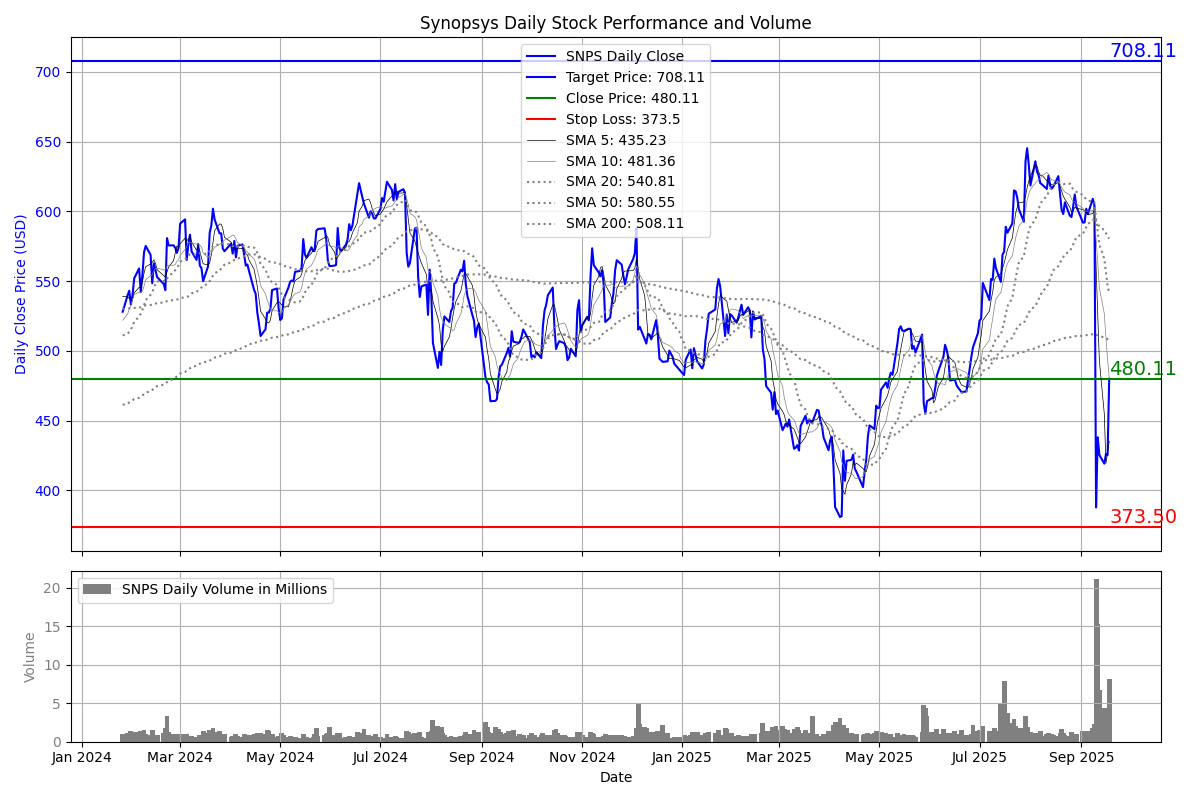 Synopsys Daily Stock Performance and Volume
708.11
SNPS Daily Close
Target Price: 708.11
Close Price: 480.11
Stop Loss: 373.5
SMA 5: 435.23
SMA 10: 481.36
SMA 20: 540.81
SMA 50: 580.55
SMA 200: 508.11
700
650
600
550
500
450
400
Daily Close Price (USD)
480.11
373.50
SNPS Daily Volume in Millions
20
15
10
5
0
Volume
Jan 2024 Mar 2024 May 2024 Jul 2024 Sep 2024 Nov 2024 Jan 2025 Mar 2025 May 2025 Jul 2025 Sep 2025
Date